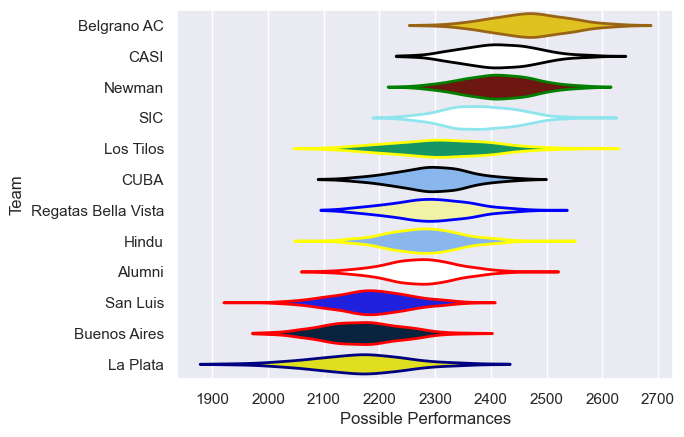 Belgrano AC
CASI
Newman
SIC
Los Tilos
CUBA
Regatas Bella Vista
Hindu
Alumni
San Luis
Buenos Aires
La Plata
Team
1900 2000 2100 2200 2300 2400 2500 2600 2700
Possible Performances